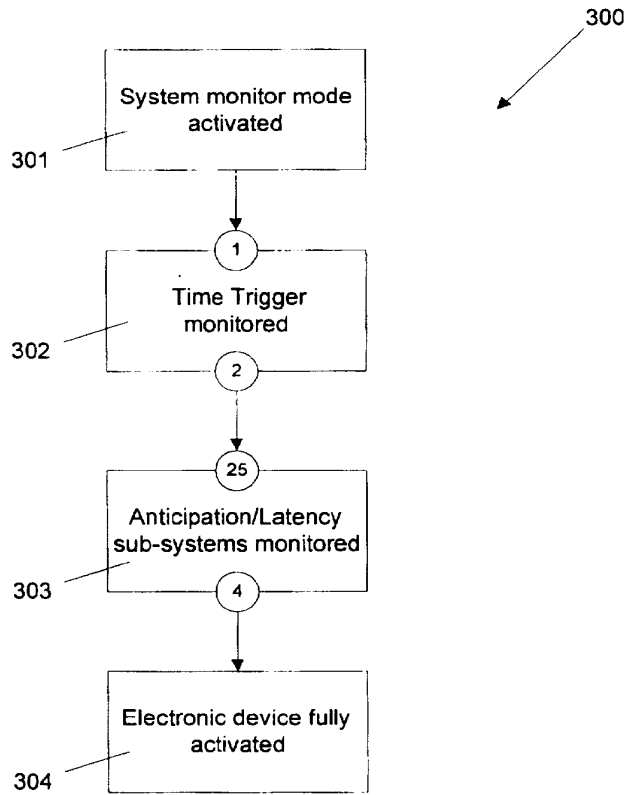 300
System monitor mode
activated
301
1
Time Trigger
monitored
302
2
25
Anticipation/Latency
sub-systems monitored
303
4
Electronic device fully
activated
304